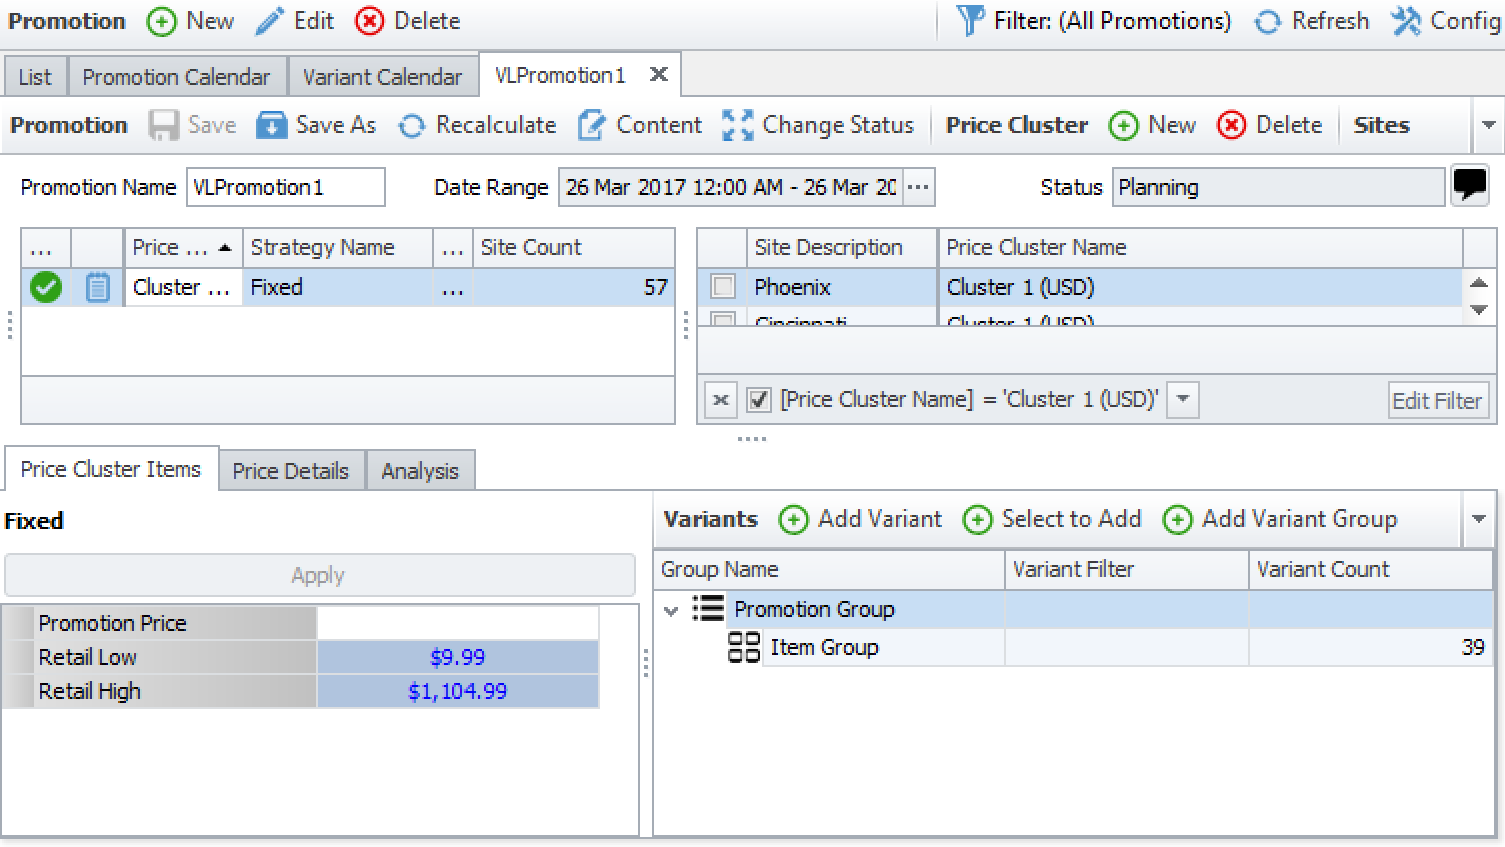 Promotion New Edit Delete Filter: (All Promotions) Refresh Config
List Promotion Calendar Variant Calendar VLPromotion1
Promotion Save Save As Recalculate Content Change Status Price Cluster New Delete Sites
Promotion Name VLPromotion1 Date Range 26 Mar 2017 12:00 AM - 26 Mar 20 ... Status Planning
... Price ... Strategy Name ... Site Count Site Description Price Cluster Name
Cluster ... Fixed ... 57 Phoenix Cluster 1 (USD)
Cincinnati Cluster 1 (USD)
[Price Cluster Name] = 'Cluster 1 (USD)' Edit Filter
Price Cluster Items Price Details Analysis
Fixed Variants Add Variant Select to Add Add Variant Group
Apply Group Name Variant Filter Variant Count
Promotion Price Promotion Group
Retail Low $9.99 Item Group 39
Retail High $1,104.99